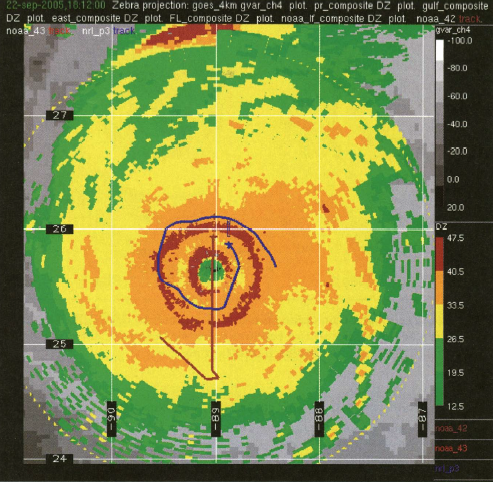 22-sep-2005,18:12:00 Zebra projection: goes_4km gvar_ch4 plot. pr_composite DZ plot. gulf_composite
DZ plot. east_composite DZ plot. FL_composite DZ plot. noaa_lf_composite DZ plot. noaa_42 track.
noaa_43 track. nrl_p3 track
gvar_ch4
-100.0
-80.0
-60.0
-40.0
-20.0
0.0
20.0
DZ
47.5
40.5
33.5
26.5
19.5
12.5
noaa_42
noaa_43
nrl_p3
27
26
25
24
-90
-89
-88
-87